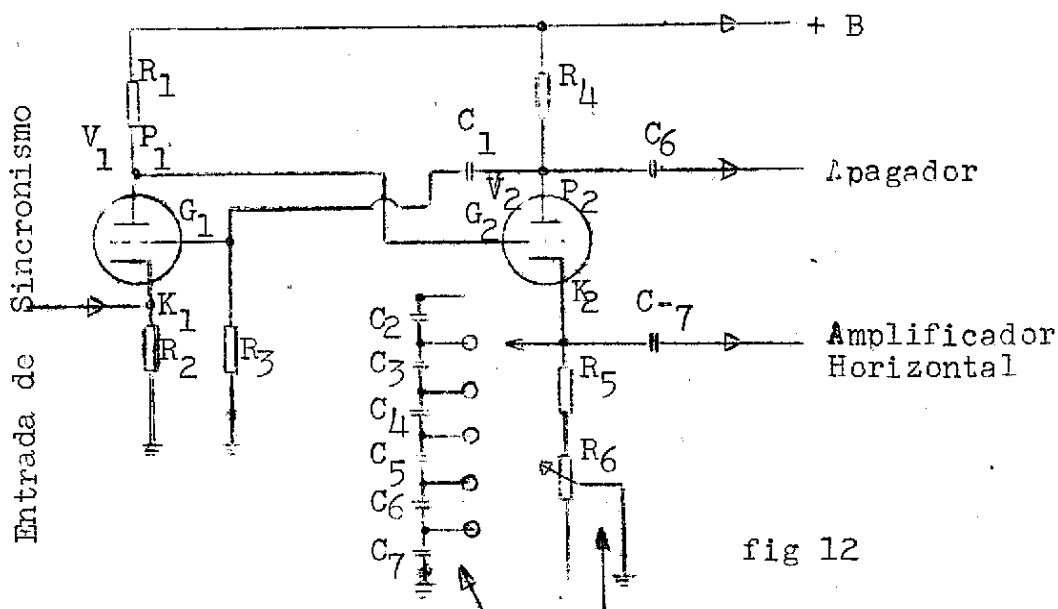 + B
R1
R4
V1
P1
C1
C6
V2
P2
Apagador
G1
G2
Entrada de Sincronismo
K1
K2
C-7
C2
R2
R3
Amplificador
Horizontal
C3
R5
C4
C5
R6
C6
C7
fig 12